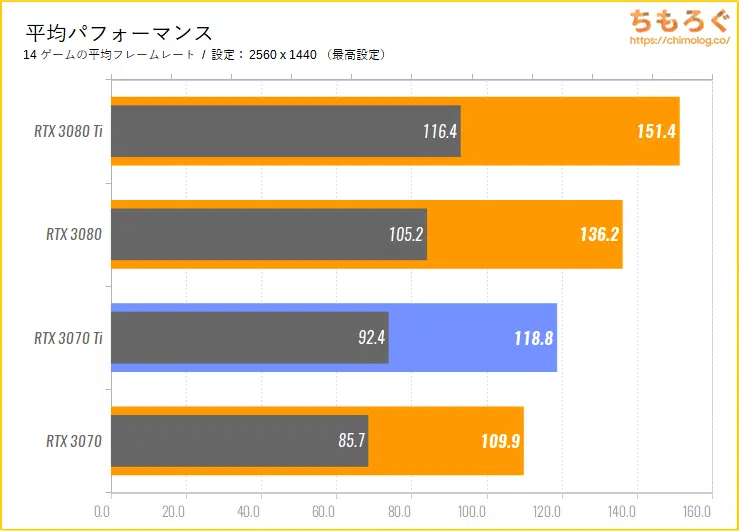 平均パフォーマンス
14 ゲームの平均フレームレート / 設定： 2560 x 1440 （最高設定）
ちもろぐ
https://chimolog.co/
RTX 3080 Ti
116.4
151.4
RTX 3080
105.2
136.2
RTX 3070 Ti
92.4
118.8
RTX 3070
85.7
109.9
0.0 20.0 40.0 60.0 80.0 100.0 120.0 140.0 160.0